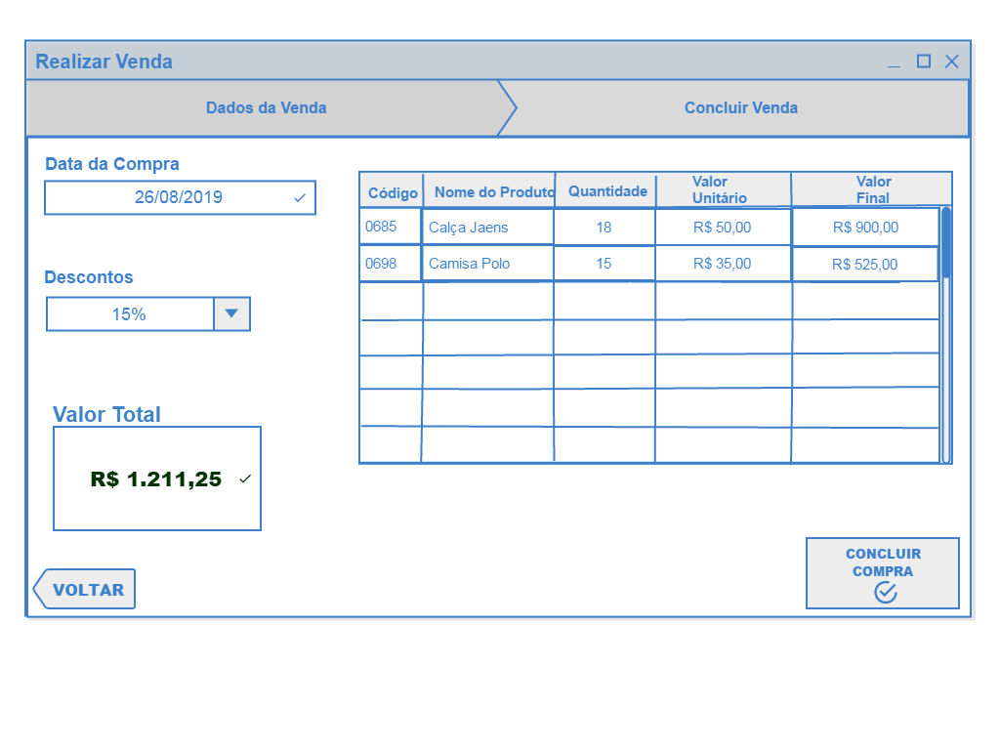 Realizar Venda
Dados da Venda
Concluir Venda
Data da Compra
26/08/2019
Descontos
15%
Valor Total
R$ 1.211,25
VOLTAR
Código Nome do Produto Quantidade Valor Unitário Valor Final
0685 Calça Jaens 18 R$ 50,00 R$ 900,00
0698 Camisa Polo 15 R$ 35,00 R$ 525,00
CONCLUIR
COMPRA